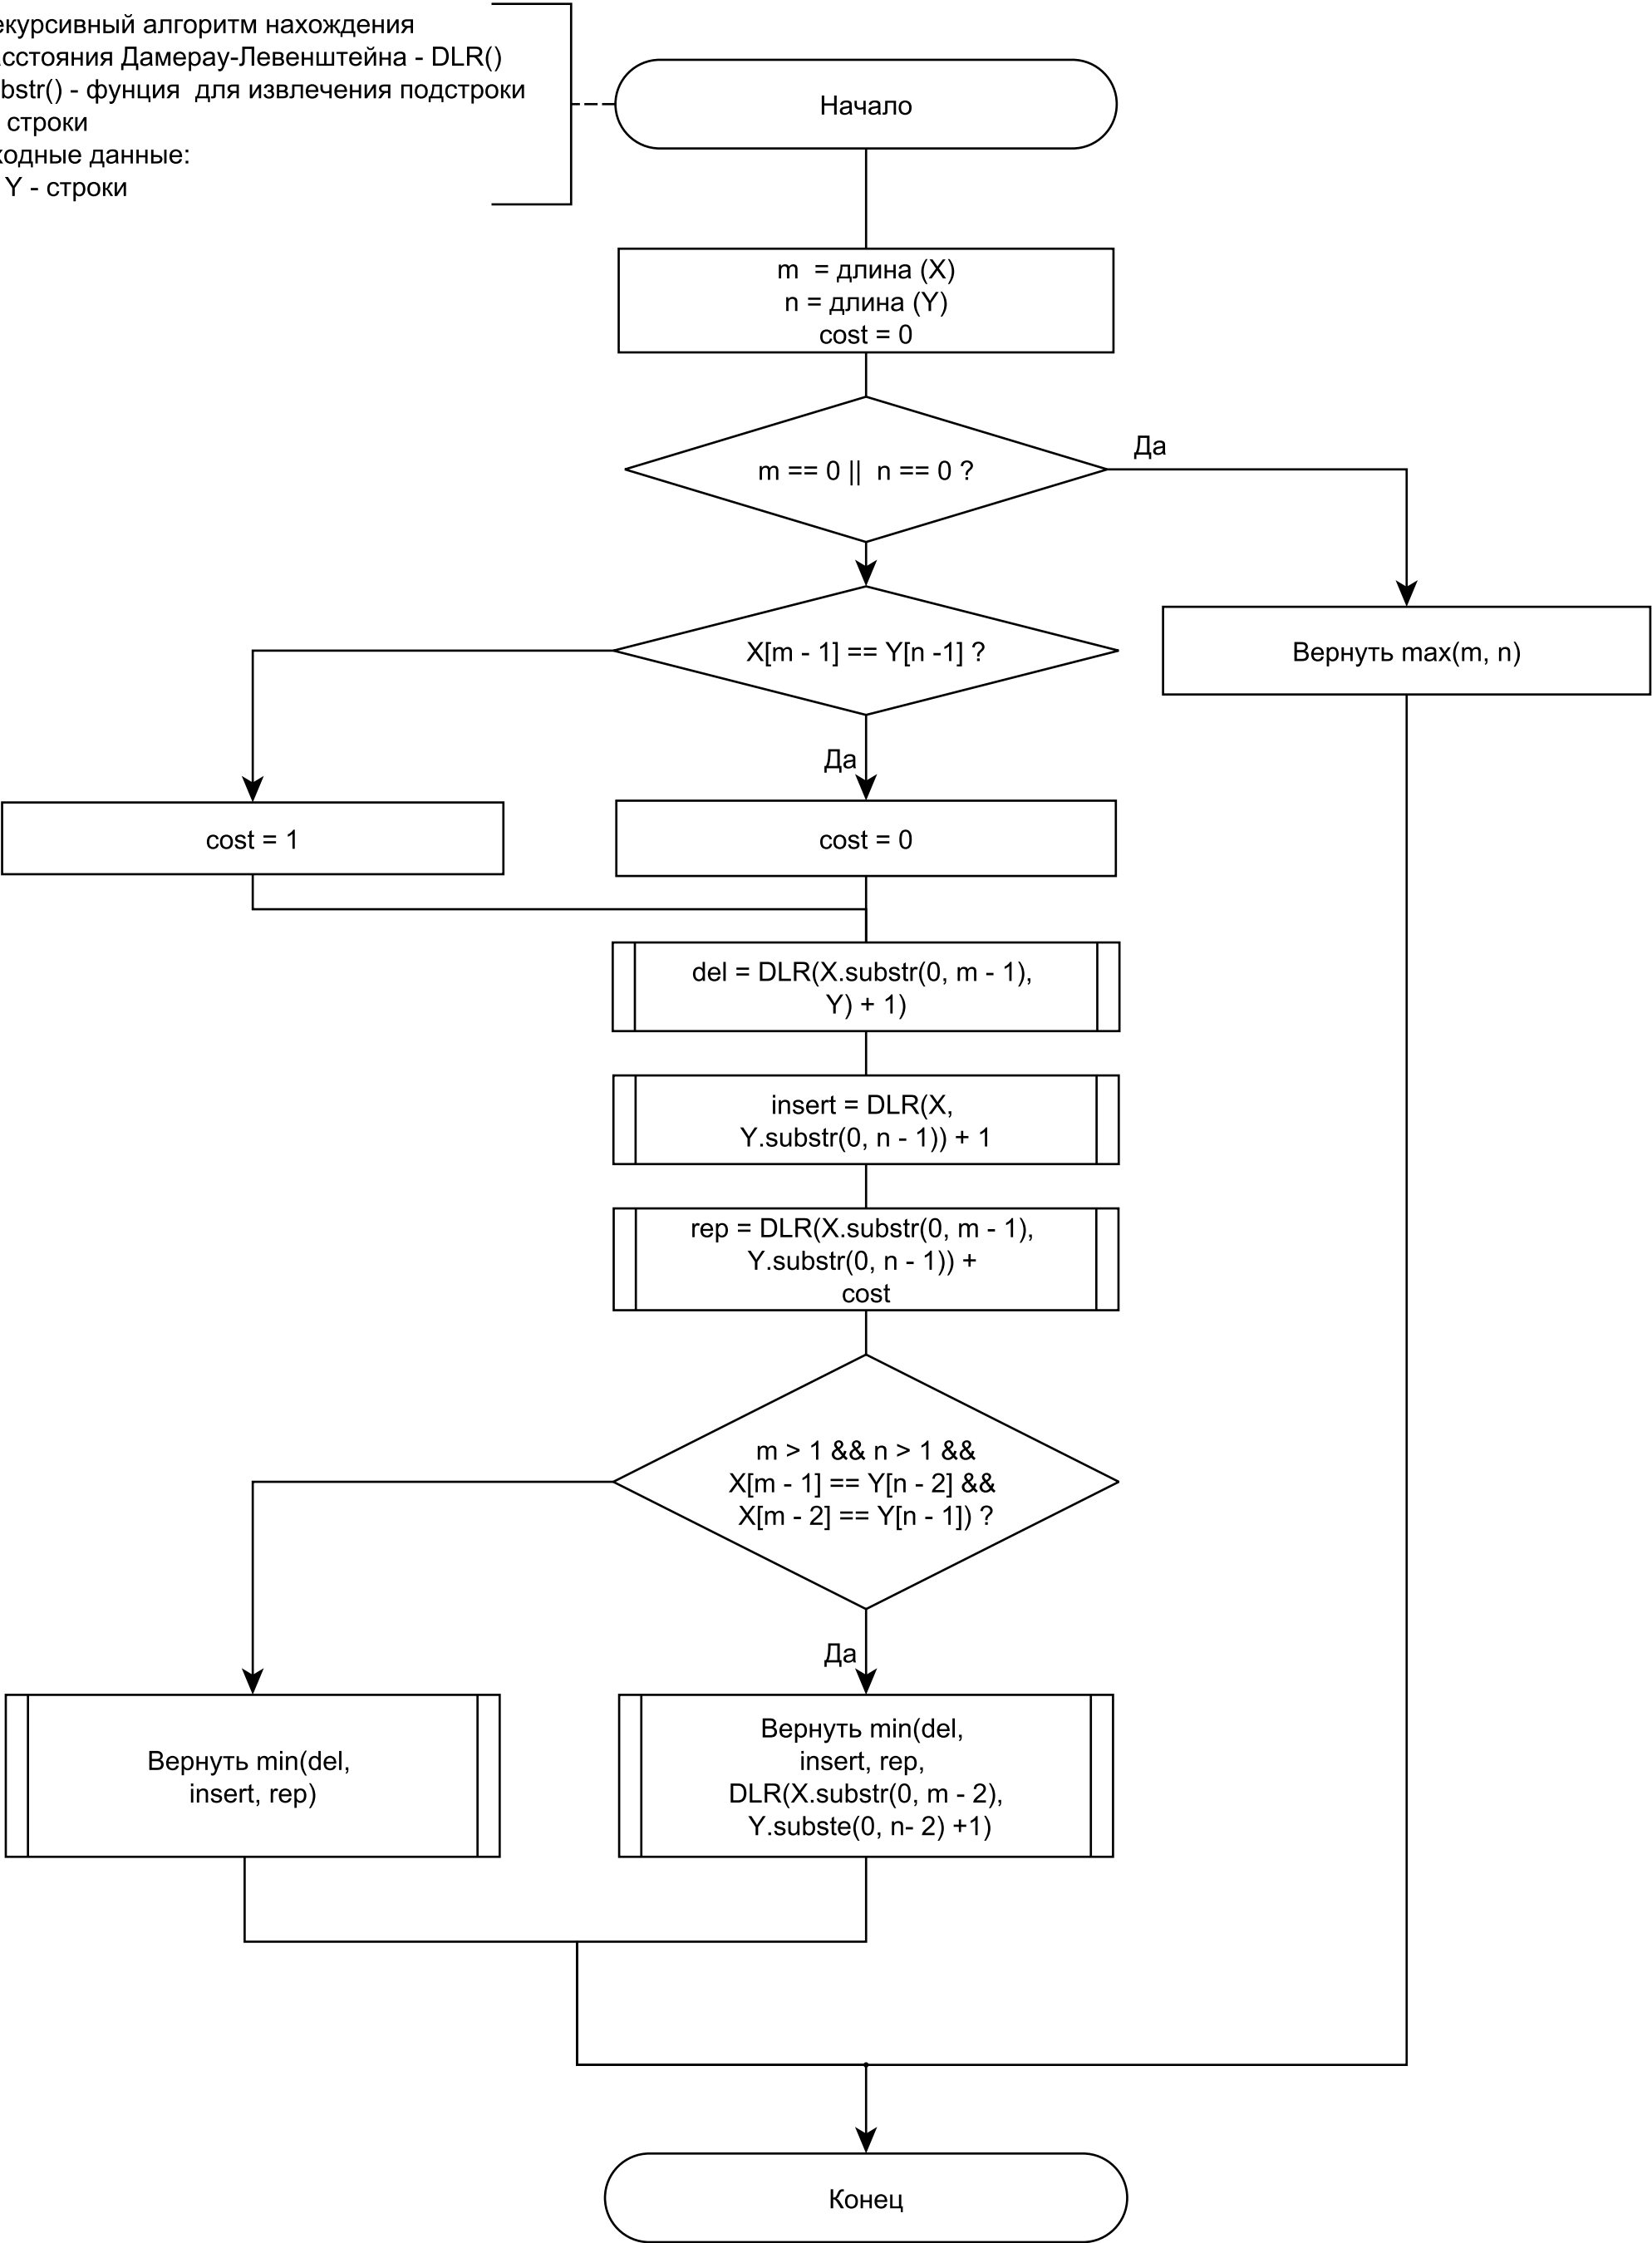 екурсивный алгоритм нахождения
сстояния Дамерау-Левенштейна - DLR()
bstr() - фунция для извлечения подстроки
строки
ходные данные:
Y - строки
Начало
m = длина (X)
n = длина (Y)
cost = 0
m == 0 || n == 0 ?
Да
X[m - 1] == Y[n -1] ?
Вернуть max(m, n)
Да
cost = 1
cost = 0
del = DLR(X.substr(0, m - 1),
Y) + 1)
insert = DLR(X,
Y.substr(0, n - 1)) + 1
rep = DLR(X.substr(0, m - 1),
Y.substr(0, n - 1)) +
cost
m > 1 && n > 1 &&
X[m - 1] == Y[n - 2] &&
X[m - 2] == Y[n - 1]) ?
Да
Вернуть min(del,
insert, rep)
Вернуть min(del,
insert, rep,
DLR(X.substr(0, m - 2),
Y.subste(0, n- 2) +1)
Конец